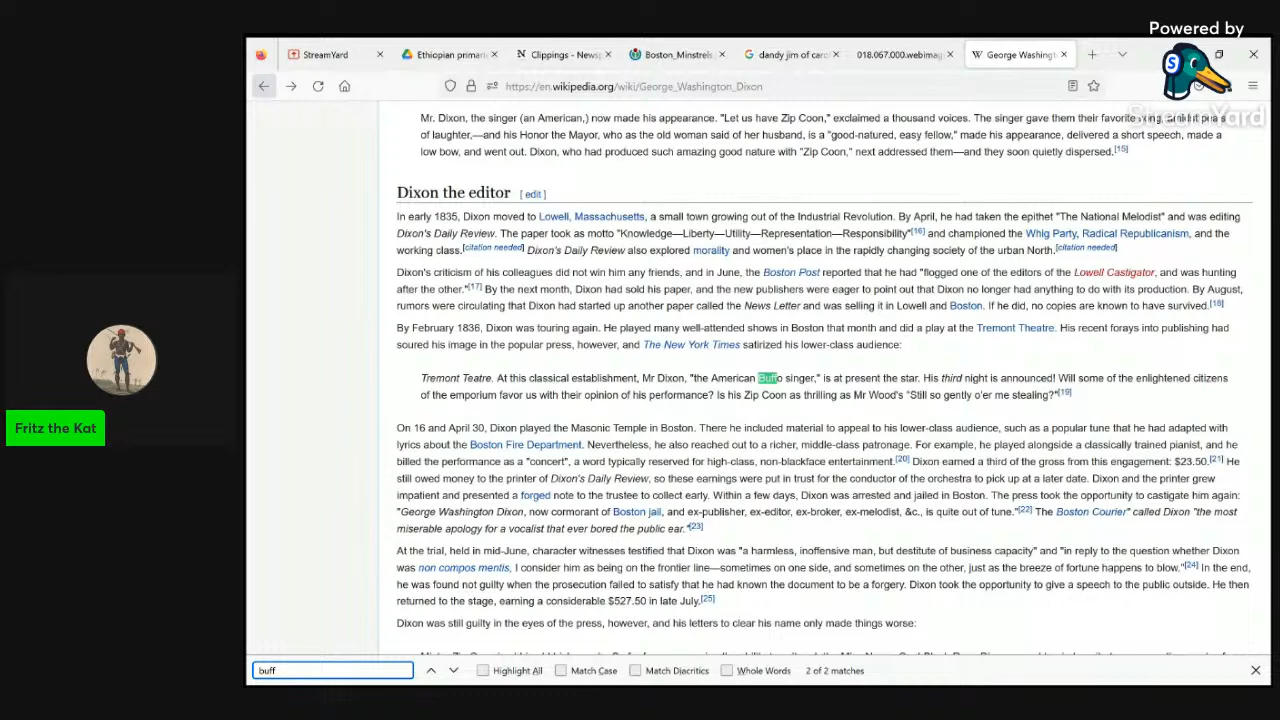 Powered by
StreamYard
StreamYard
Ethiopian primari
Clippings - Newsp
Boston_Minstrels_
dandy jim of carol
018.067.000.webimag
George Washingt
https://en.wikipedia.org/wiki/George_Washington_Dixon
Mr. Dixon, the singer (an American,) now made his appearance. "Let us have Zip Coon," exclaimed a thousand voices. The singer gave them their favorite song, amidst peals
of laughter,—and his Honor the Mayor, who as the old woman said of her husband, is a "good-natured, easy fellow," made his appearance, delivered a short speech, made a
low bow, and went out. Dixon, who had produced such amazing good nature with "Zip Coon," next addressed them—and they soon quietly dispersed.[15]
Dixon the editor [ edit ]
In early 1835, Dixon moved to Lowell, Massachusetts, a small town growing out of the Industrial Revolution. By April, he had taken the epithet "The National Melodist" and was editing
Dixon's Daily Review. The paper took as motto "Knowledge—Liberty—Utility—Representation—Responsibility"[16] and championed the Whig Party, Radical Republicanism, and the
working class.[citation needed] Dixon's Daily Review also explored morality and women's place in the rapidly changing society of the urban North.[citation needed]
Dixon's criticism of his colleagues did not win him any friends, and in June, the Boston Post reported that he had "flogged one of the editors of the Lowell Castigator, and was hunting
after the other."[17] By the next month, Dixon had sold his paper, and the new publishers were eager to point out that Dixon no longer had anything to do with its production. By August,
rumors were circulating that Dixon had started up another paper called the News Letter and was selling it in Lowell and Boston. If he did, no copies are known to have survived.[18]
By February 1836, Dixon was touring again. He played many well-attended shows in Boston that month and did a play at the Tremont Theatre. His recent forays into publishing had
soured his image in the popular press, however, and The New York Times satirized his lower-class audience:
Tremont Teatre. At this classical establishment, Mr Dixon, "the American Buffo singer," is at present the star. His third night is announced! Will some of the enlightened citizens
of the emporium favor us with their opinion of his performance? Is his Zip Coon as thrilling as Mr Wood's "Still so gently o'er me stealing?"[19]
On 16 and April 30, Dixon played the Masonic Temple in Boston. There he included material to appeal to his lower-class audience, such as a popular tune that he had adapted with
lyrics about the Boston Fire Department. Nevertheless, he also reached out to a richer, middle-class patronage. For example, he played alongside a classically trained pianist, and he
billed the performance as a "concert", a word typically reserved for high-class, non-blackface entertainment.[20] Dixon earned a third of the gross from this engagement: $23.50.[21] He
still owed money to the printer of Dixon's Daily Review, so these earnings were put in trust for the conductor of the orchestra to pick up at a later date. Dixon and the printer grew
impatient and presented a forged note to the trustee to collect early. Within a few days, Dixon was arrested and jailed in Boston. The press took the opportunity to castigate him again:
"George Washington Dixon, now cormorant of Boston jail, and ex-publisher, ex-editor, ex-broker, ex-melodist, &c., is quite out of tune."[22] The Boston Courier" called Dixon "the most
miserable apology for a vocalist that ever bored the public ear."[23]
At the trial, held in mid-June, character witnesses testified that Dixon was "a harmless, inoffensive man, but destitute of business capacity" and "in reply to the question whether Dixon
was non compos mentis, I consider him as being on the frontier line—sometimes on one side, and sometimes on the other, just as the breeze of fortune happens to blow."[24] In the end,
he was found not guilty when the prosecution failed to satisfy that he had known the document to be a forgery. Dixon took the opportunity to give a speech to the public outside. He then
returned to the stage, earning a considerable $527.50 in late July.[25]
Dixon was still guilty in the eyes of the press, however, and his letters to clear his name only made things worse:
buff
Highlight All
Match Case
Match Diacritics
Whole Words
2 of 2 matches
Fritz the Kat